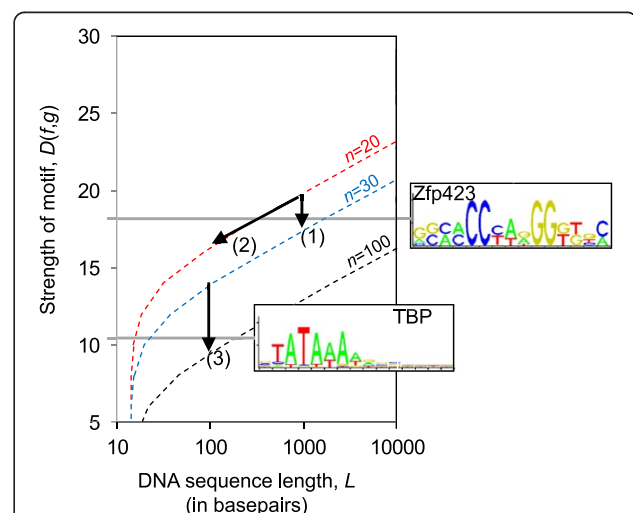 30
25
20
15
10
5
Strength of motif, D(f,g)
n=20
n=30
n=100
(1)
(2)
(3)
Zfp423
TBP
TATAAA
10 100 1000 10000
DNA sequence length, L
(in basepairs)